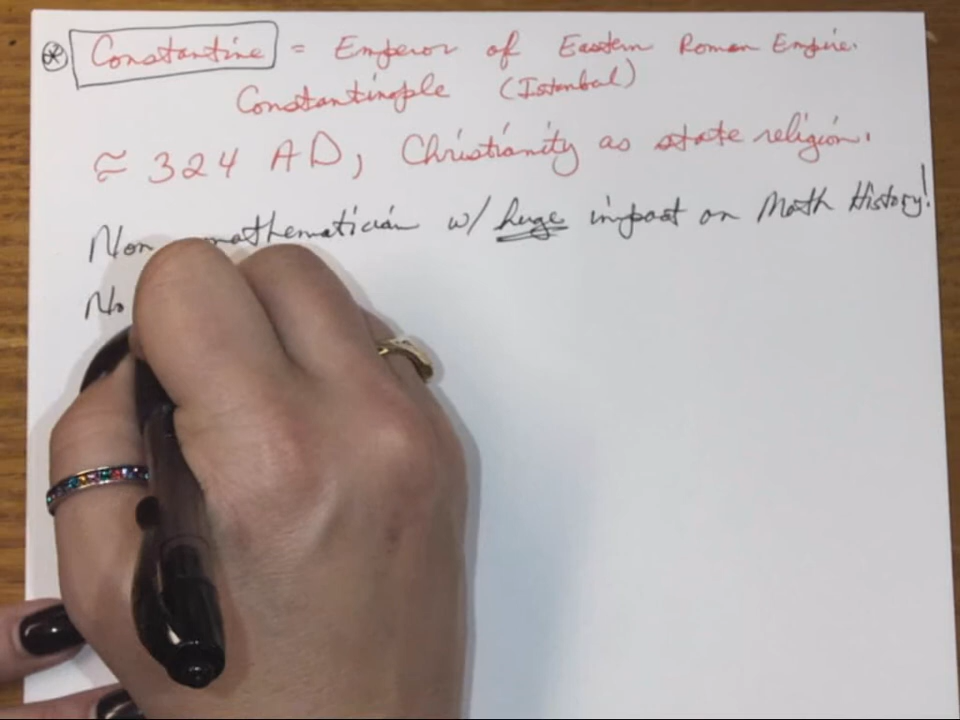 ⊛ Constantine = Emperor of Eastern Roman Empire.
Constantinople (Istanbul)
≈ 324 AD, Christianity as state religion.
Non mathematician w/ huge impact on Math History!
No